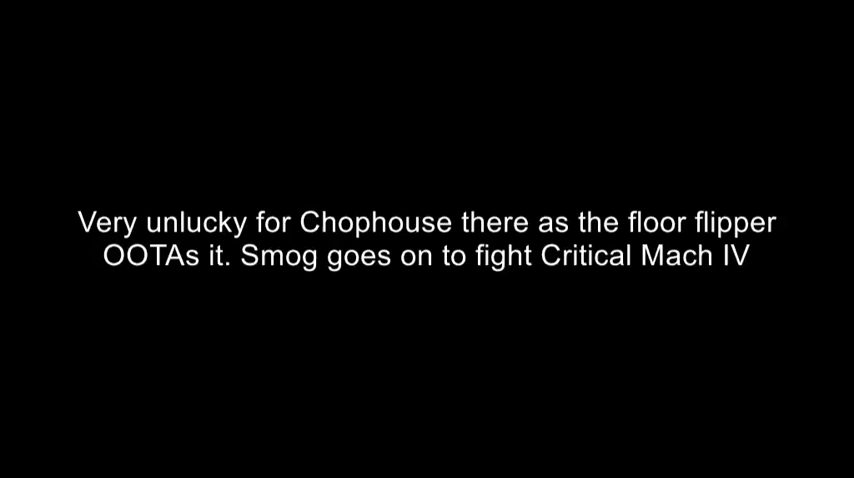 Very unlucky for Chophouse there as the floor flipper
OOTAs it. Smog goes on to fight Critical Mach IV